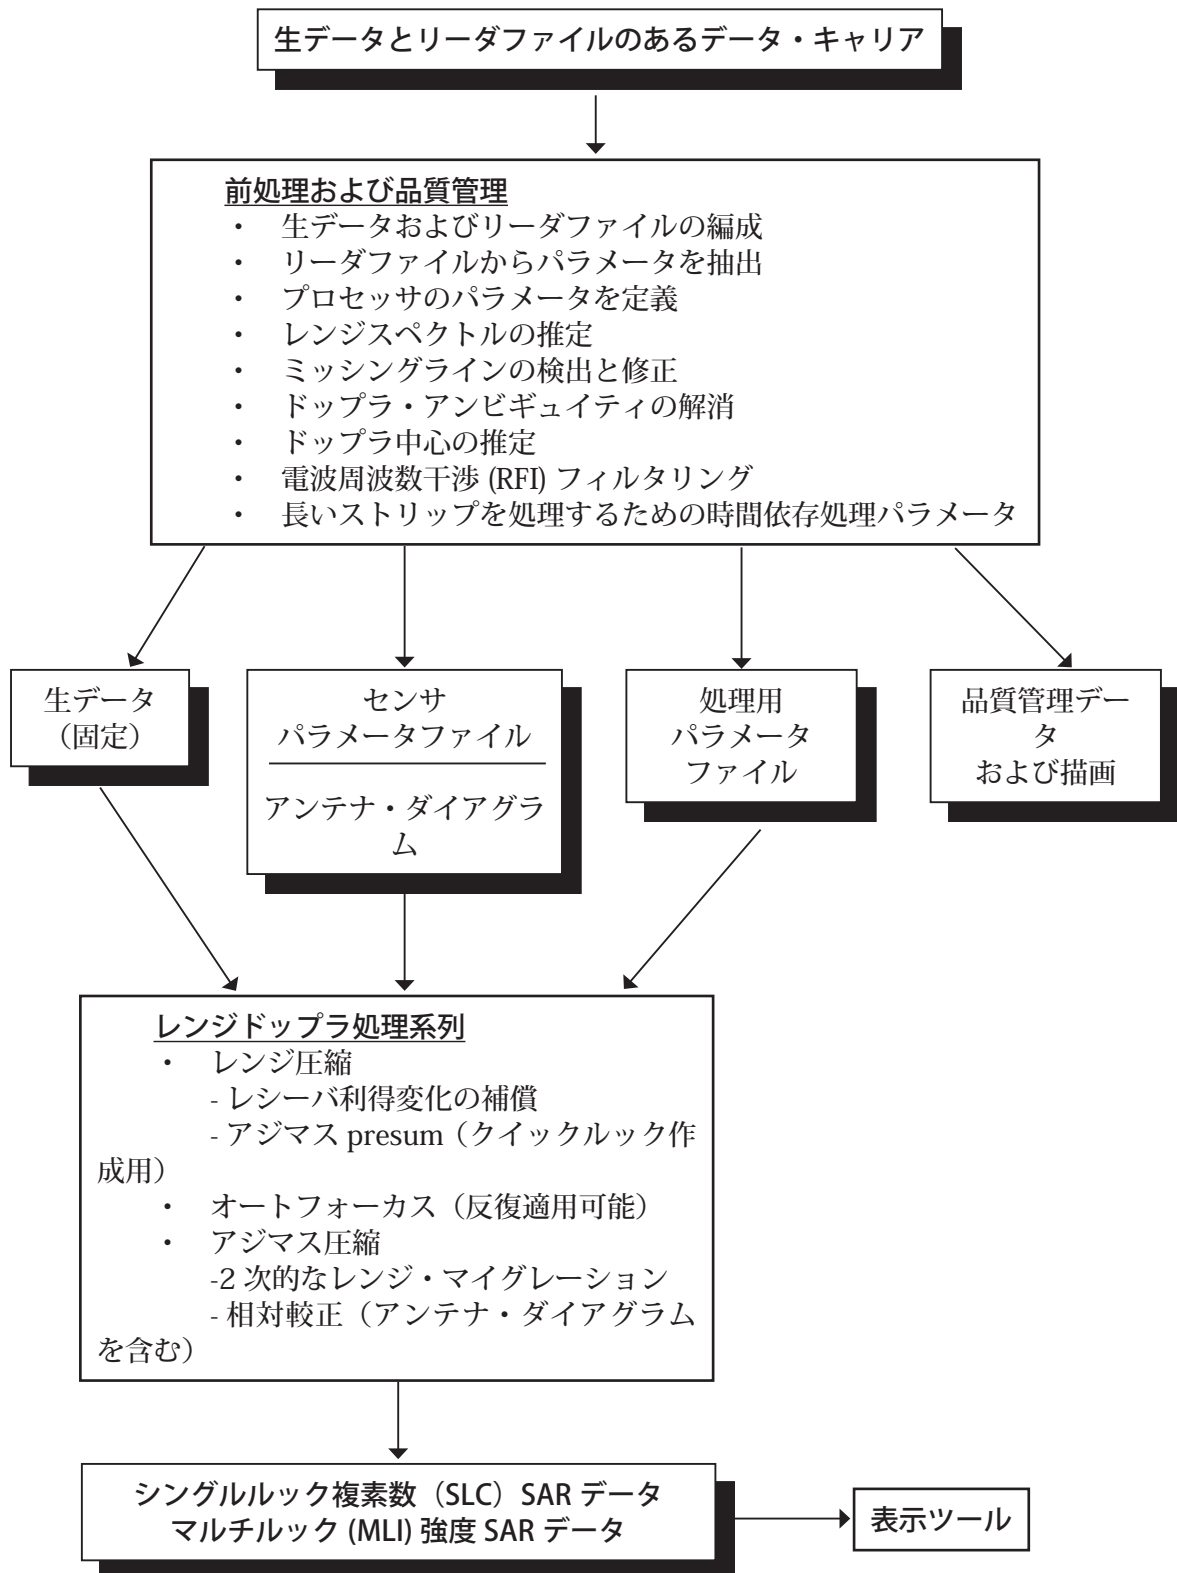 生データとリーダファイルのあるデータ・キャリア
前処理および品質管理
・ 生データおよびリーダファイルの編成
・ リーダファイルからパラメータを抽出
・ プロセッサのパラメータを定義
・ レンジスペクトルの推定
・ ミッシングラインの検出と修正
・ ドップラ・アンビギュイティの解消
・ ドップラ中心の推定
・ 電波周波数干渉 (RFI) フィルタリング
・ 長いストリップを処理するための時間依存処理パラメータ
生データ
（固定）
センサ
パラメータファイル
アンテナ・ダイアグラ
ム
処理用
パラメータ
ファイル
品質管理デー
タ
および描画
レンジドップラ処理系列
・ レンジ圧縮
- レシーバ利得変化の補償
- アジマス presum（クイックルック作
成用）
・ オートフォーカス（反復適用可能）
・ アジマス圧縮
-2 次的なレンジ・マイグレーション
- 相対較正（アンテナ・ダイアグラム
を含む）
シングルルック複素数（SLC）SAR データ
マルチルック (MLI) 強度 SAR データ
表示ツール